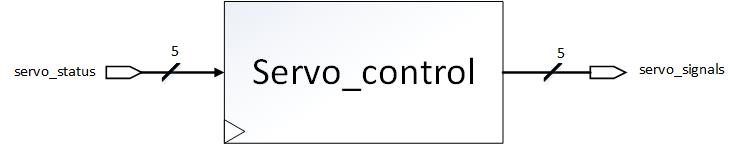 5
5
servo_status
Servo_control
servo_signals